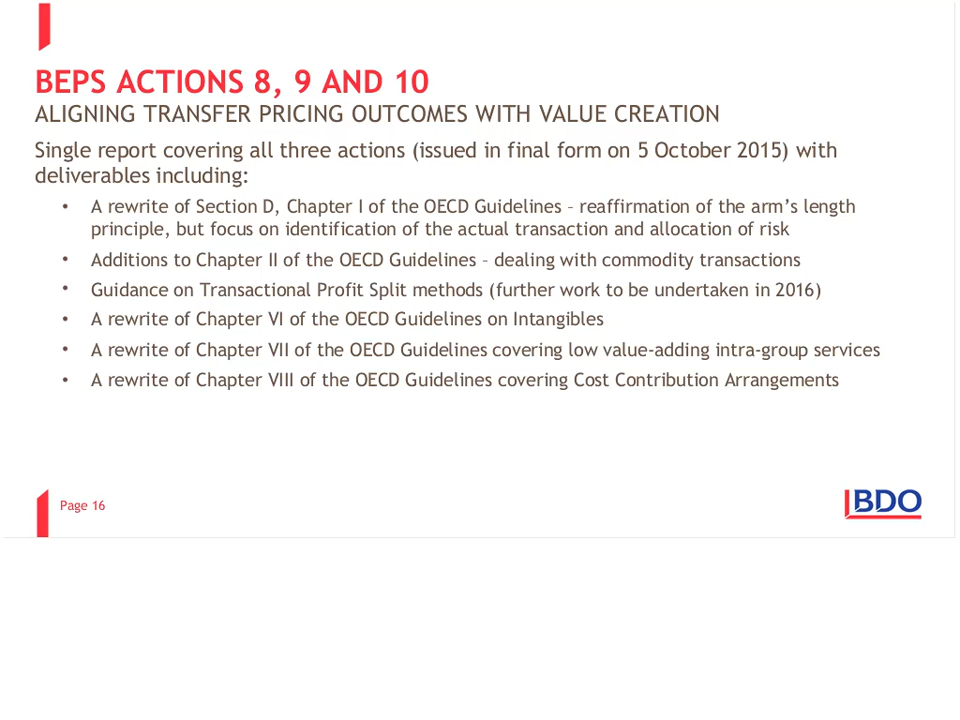 BEPS ACTIONS 8, 9 AND 10
ALIGNING TRANSFER PRICING OUTCOMES WITH VALUE CREATION
Single report covering all three actions (issued in final form on 5 October 2015) with
deliverables including:
• A rewrite of Section D, Chapter I of the OECD Guidelines – reaffirmation of the arm's length
principle, but focus on identification of the actual transaction and allocation of risk
• Additions to Chapter II of the OECD Guidelines – dealing with commodity transactions
• Guidance on Transactional Profit Split methods (further work to be undertaken in 2016)
• A rewrite of Chapter VI of the OECD Guidelines on Intangibles
• A rewrite of Chapter VII of the OECD Guidelines covering low value-adding intra-group services
• A rewrite of Chapter VIII of the OECD Guidelines covering Cost Contribution Arrangements
Page 16
BDO